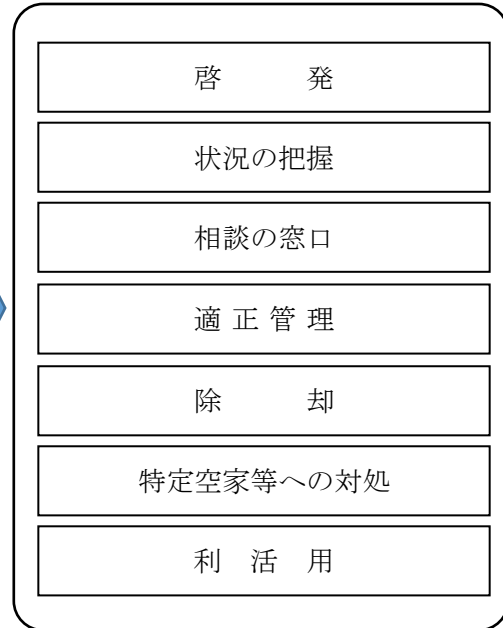 啓　　発
状況の把握
相談の窓口
適正管理
除　　却
特定空家等への対処
利　活　用